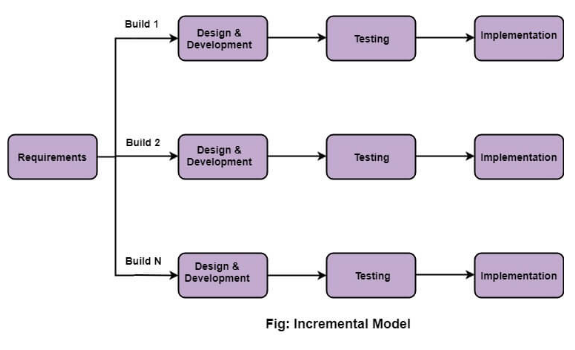 Build 1
Design &
Development
Testing
Implementation
Requirements
Build 2
Design &
Development
Testing
Implementation
Build N
Design &
Development
Testing
Implementation
Fig: Incremental Model